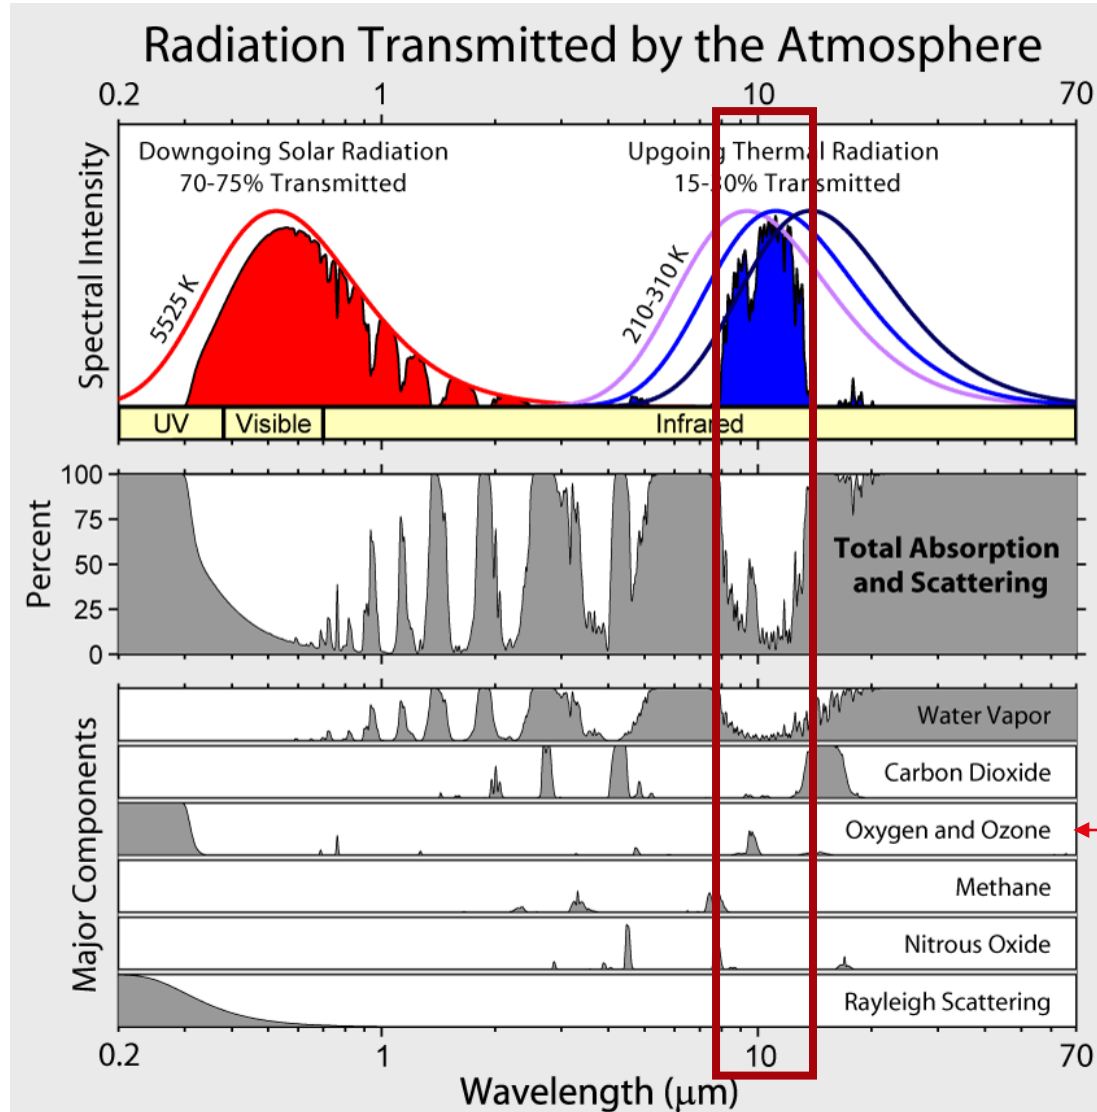 Radiation Transmitted by the Atmosphere
0.2 1 10 70
Spectral Intensity
Downgoing Solar Radiation
70-75% Transmitted
Upgoing Thermal Radiation
15-30% Transmitted
5525 K
210-310 K
UV Visible Infrared
Percent
100
75
50
25
0
Total Absorption
and Scattering
Major Components
Water Vapor
Carbon Dioxide
Oxygen and Ozone
Methane
Nitrous Oxide
Rayleigh Scattering
0.2 1 10 70
Wavelength (μm)